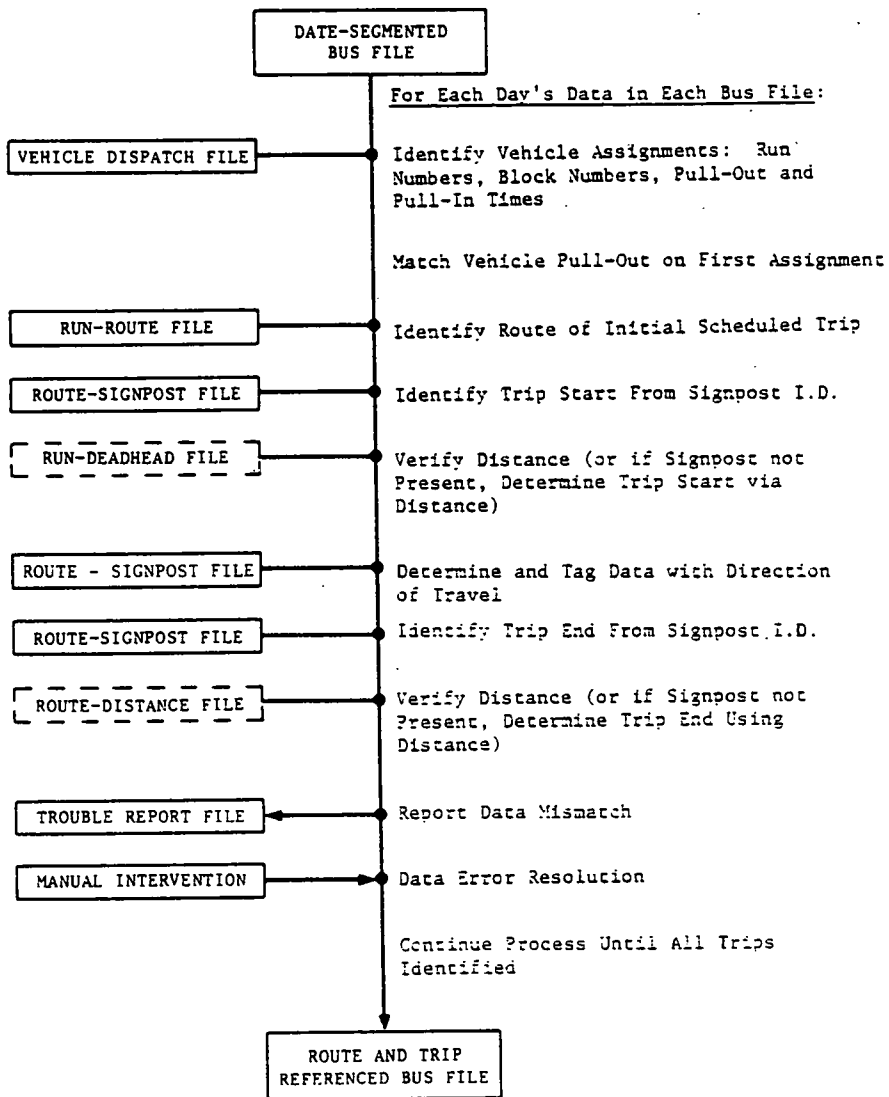 DATE-SEGMENTED
BUS FILE
For Each Day's Data in Each Bus File:
VEHICLE DISPATCH FILE
Identify Vehicle Assignments: Run
Numbers, Block Numbers, Pull-Out and
Pull-In Times
Match Vehicle Pull-Out on First Assignment
RUN-ROUTE FILE
Identify Route of Initial Scheduled Trip
ROUTE-SIGNPOST FILE
Identify Trip Start From Signpost I.D.
RUN-DEADHEAD FILE
Verify Distance (or if Signpost not
Present, Determine Trip Start via
Distance)
ROUTE - SIGNPOST FILE
Determine and Tag Data with Direction
of Travel
ROUTE-SIGNPOST FILE
Identify Trip End From Signpost I.D.
ROUTE-DISTANCE FILE
Verify Distance (or if Signpost not
Present, Determine Trip End Using
Distance)
TROUBLE REPORT FILE
Report Data Mismatch
MANUAL INTERVENTION
Data Error Resolution
Continue Process Until All Trips
Identified
ROUTE AND TRIP
REFERENCED BUS FILE